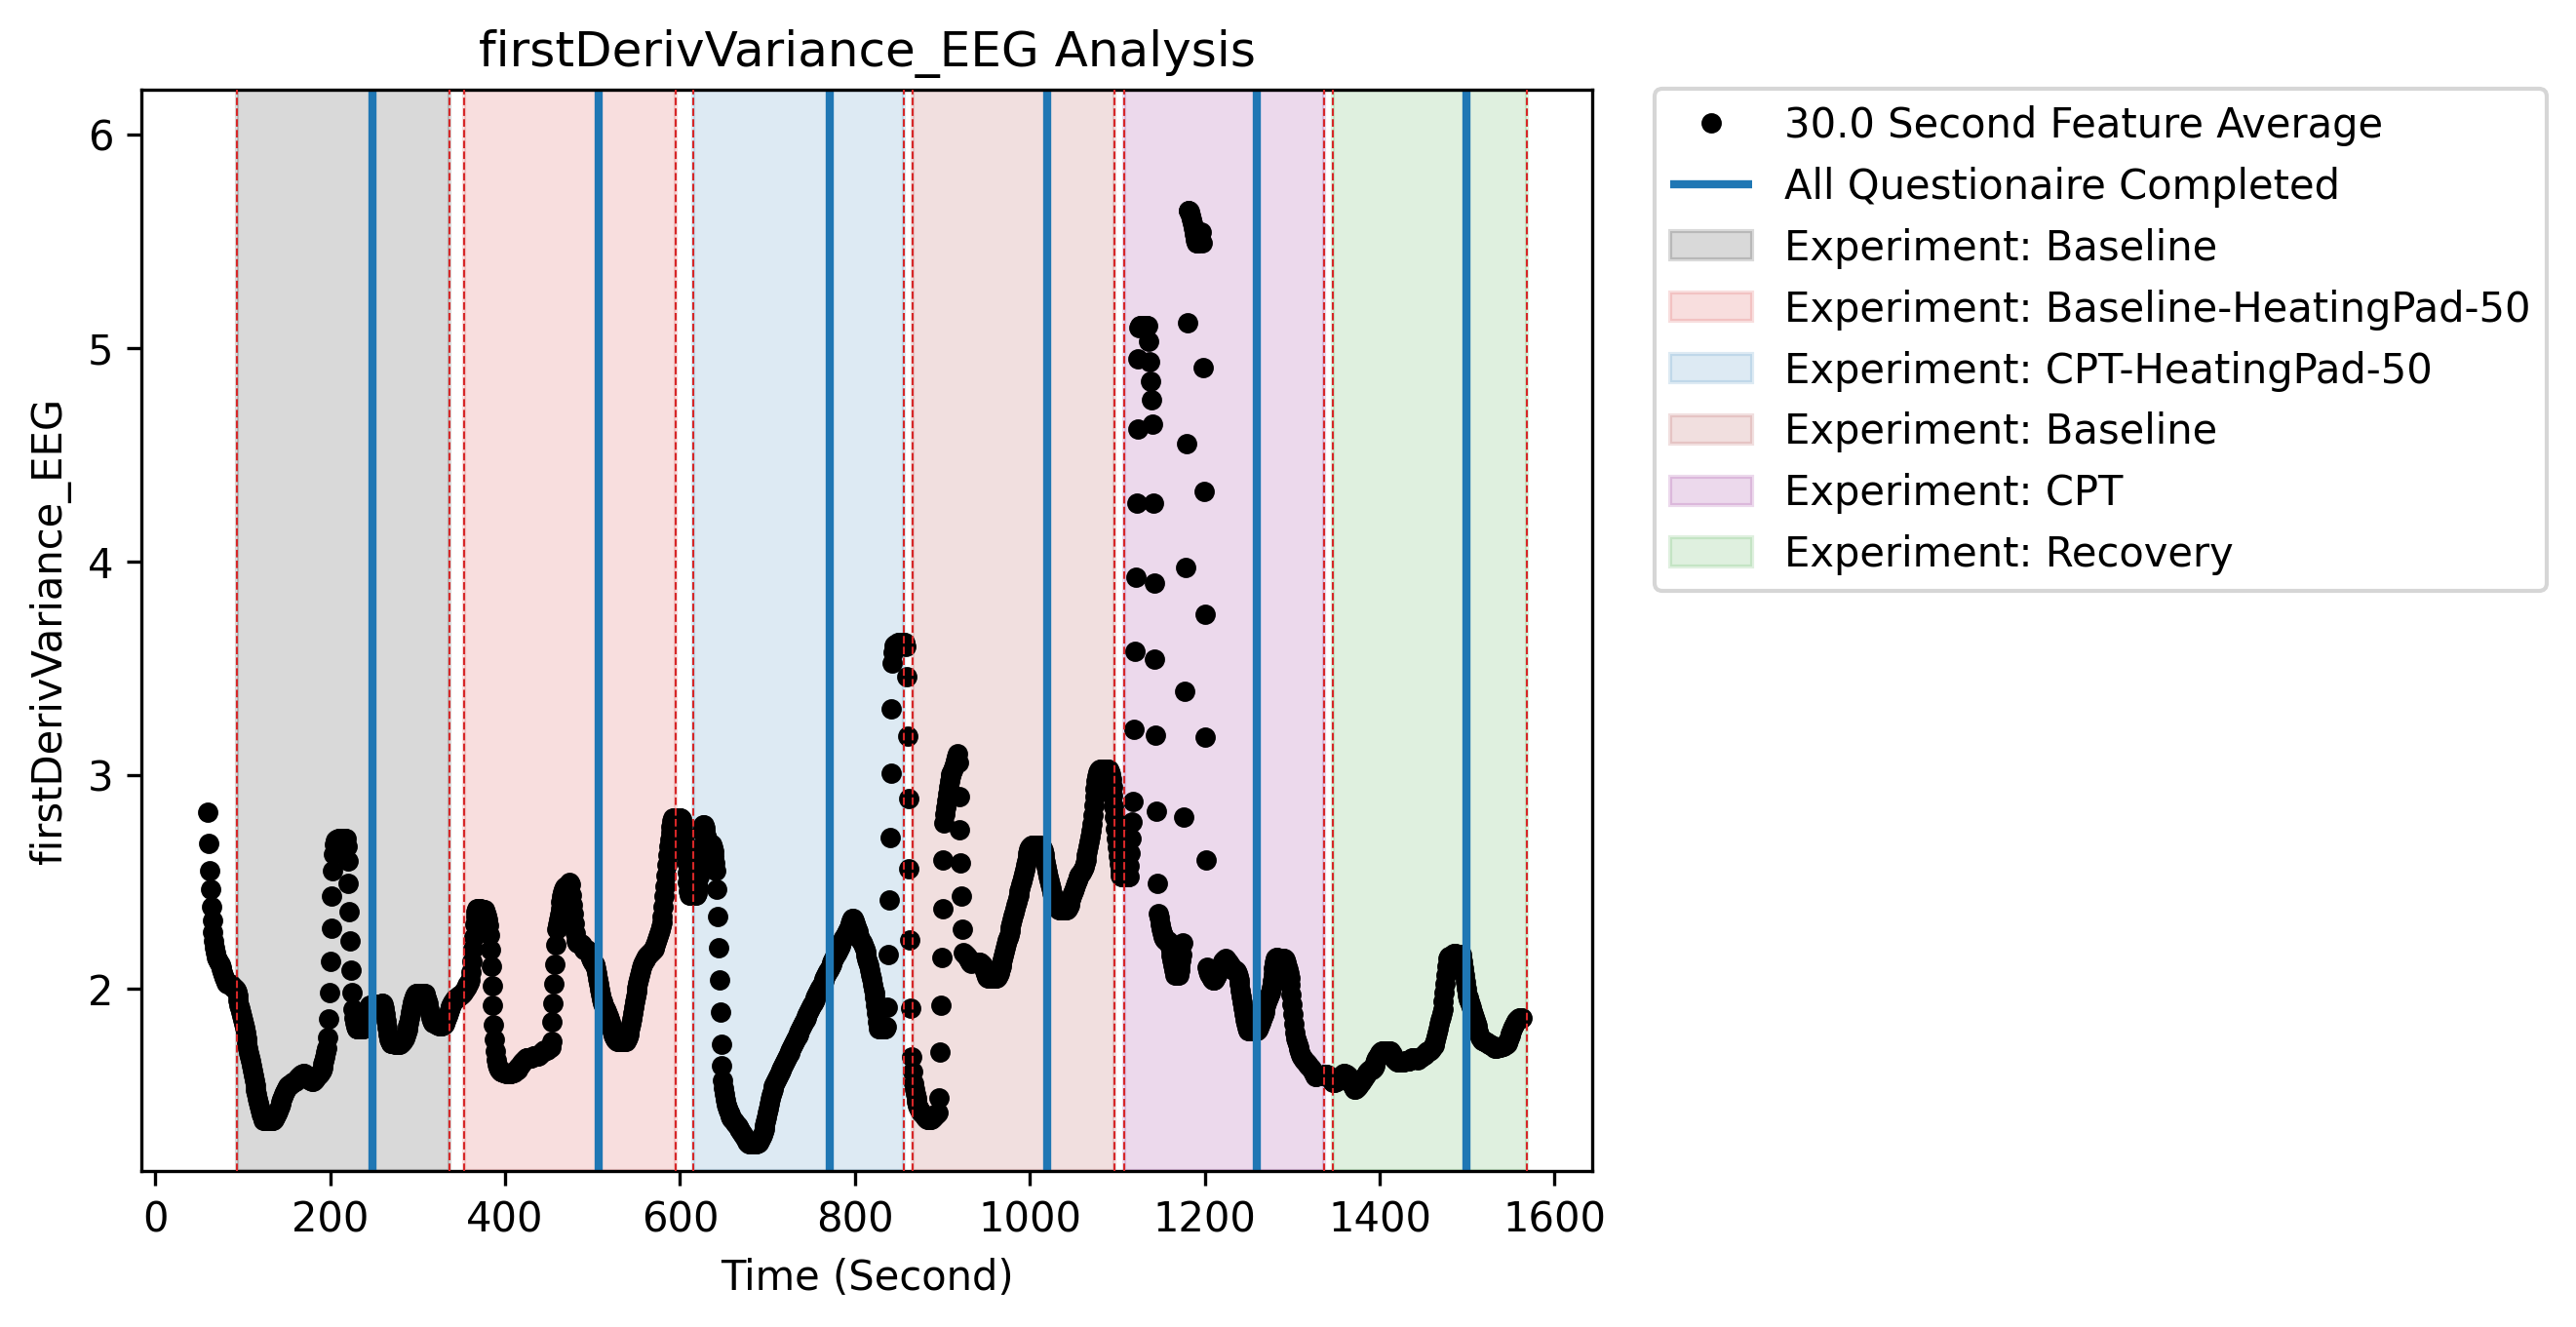 firstDerivVariance_EEG Analysis
firstDerivVariance_EEG
6
5
4
3
2
0 200 400 600 800 1000 1200 1400 1600
Time (Second)
30.0 Second Feature Average
All Questionaire Completed
Experiment: Baseline
Experiment: Baseline-HeatingPad-50
Experiment: CPT-HeatingPad-50
Experiment: Baseline
Experiment: CPT
Experiment: Recovery